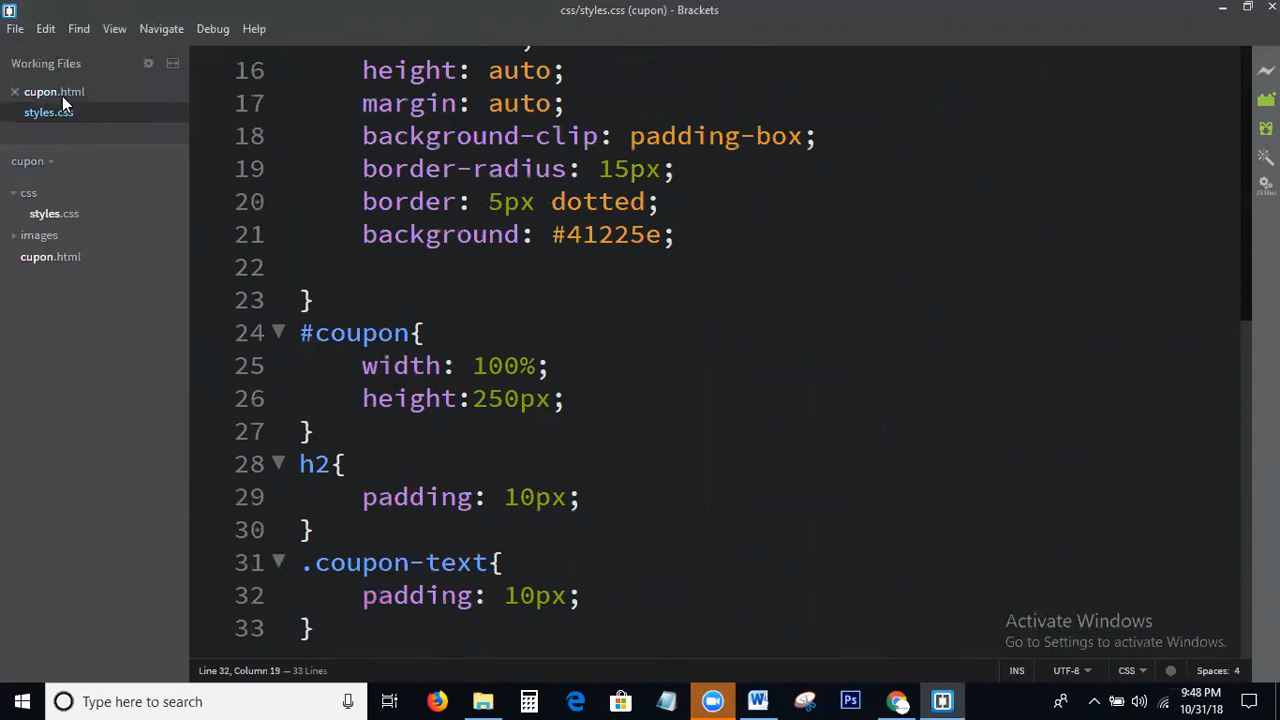 css/styles.css (cupon) - Brackets
File Edit Find View Navigate Debug Help
Working Files
cupon.html
styles.css
cupon
css
styles.css
images
cupon.html
16 height: auto;
17 margin: auto;
18 background-clip: padding-box;
19 border-radius: 15px;
20 border: 5px dotted;
21 background: #41225e;
22
23 }
24 #coupon{
25 width: 100%;
26 height:250px;
27 }
28 h2{
29 padding: 10px;
30 }
31 .coupon-text{
32 padding: 10px;
33 }
Activate Windows
Go to Settings to activate Windows.
Line 32, Column 19 — 33 Lines
INS UTF-8 CSS Spaces: 4
Type here to search
9:48 PM
10/31/18